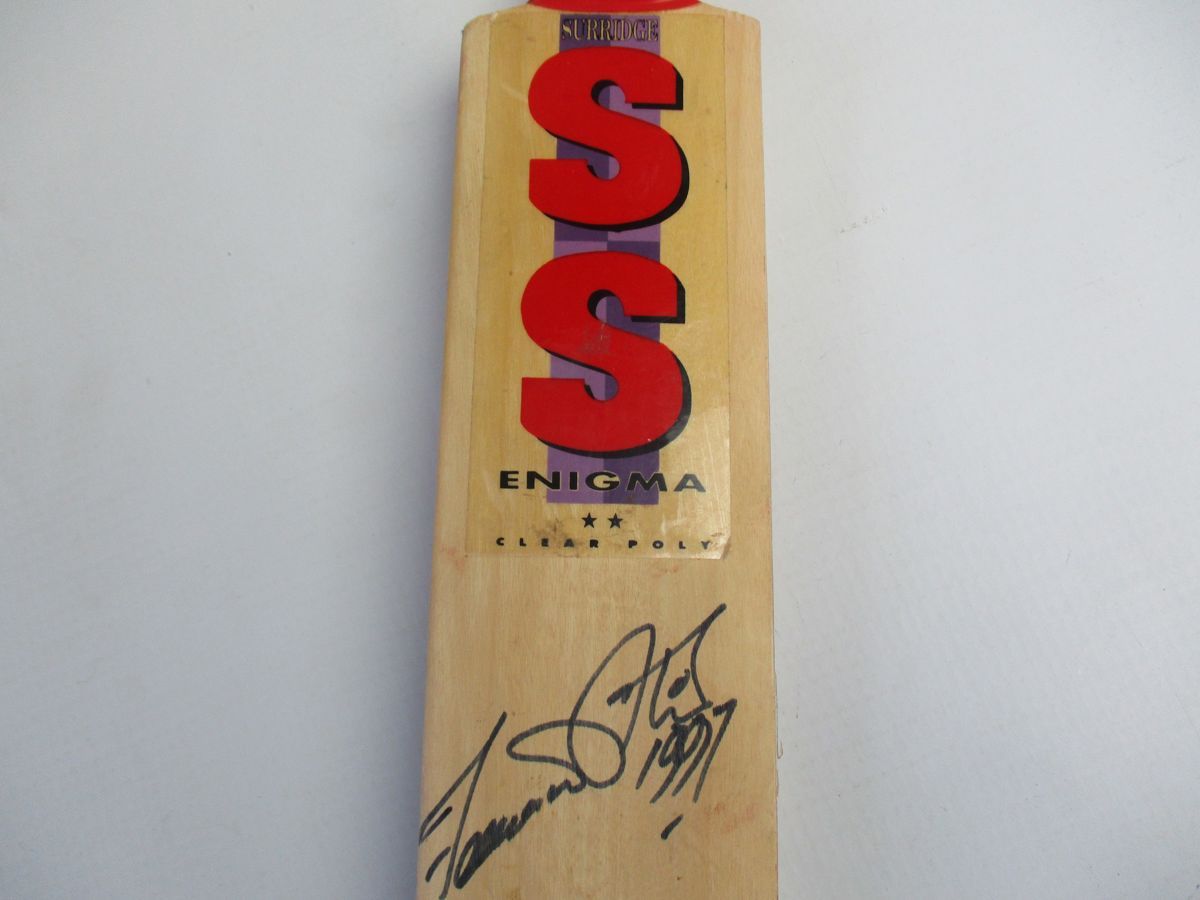 SURRIDGE
SS
ENIGMA
★★
CLEAR POLY
1997